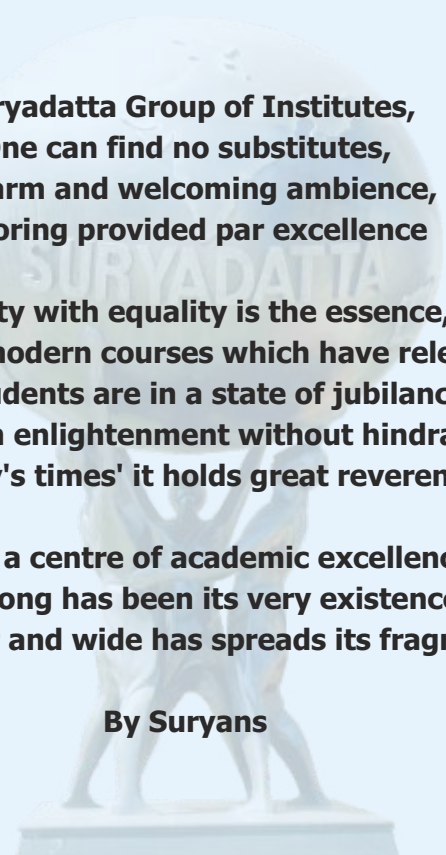 ryadatta Group of Institutes,
ne can find no substitutes,
arm and welcoming ambience,
oring provided par excellence
SURYADATTA
ty with equality is the essence,
modern courses which have rele
dents are in a state of jubilanc
enlightenment without hindra
's times' it holds great reveren
a centre of academic excellenc
ong has been its very existence
and wide has spreads its fragr
By Suryans